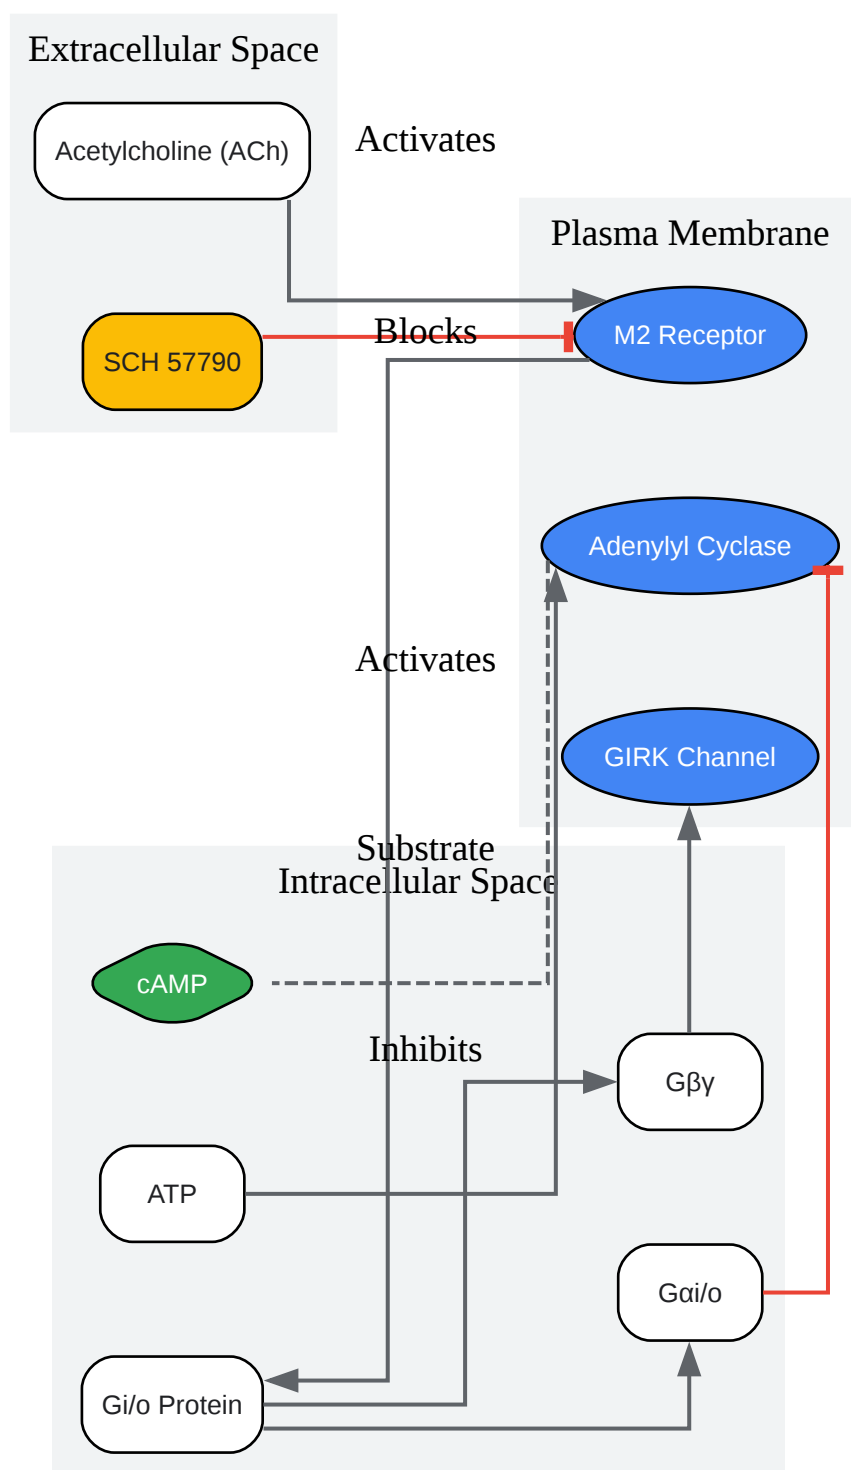 Extracellular Space
Acetylcholine (ACh)
Activates
Plasma Membrane
SCH 57790
Blocks
M2 Receptor
Adenylyl Cyclase
Activates
GIRK Channel
Substrate
Intracellular Space
cAMP
Inhibits
Gβγ
ATP
Gαi/o
Gi/o Protein